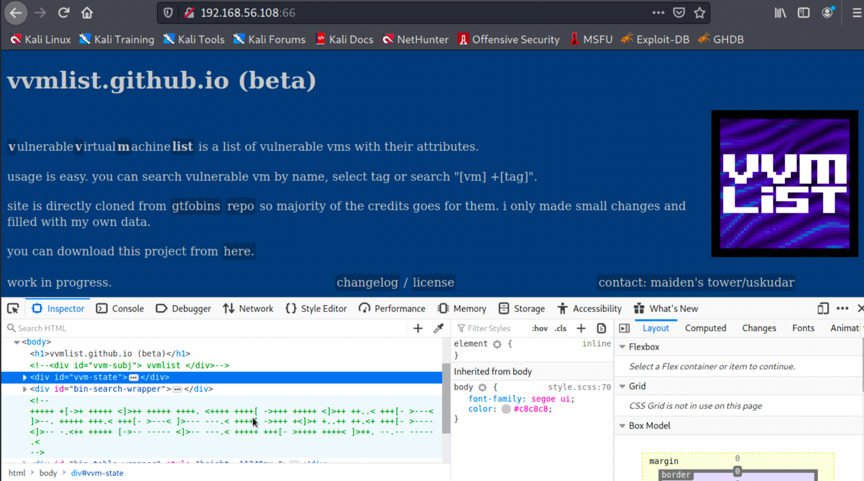 192.168.56.108:66
Kali Linux Kali Training Kali Tools Kali Forums Kali Docs NetHunter Offensive Security MSFU Exploit-DB GHDB
vvmlist.github.io (beta)
vulnerablevirtualmachinelist is a list of vulnerable vms with their attributes.
usage is easy. you can search vulnerable vm by name, select tag or search "[vm] +[tag]".
site is directly cloned from gtfobins repo so majority of the credits goes for them. i only made small changes and
filled with my own data.
you can download this project from here.
work in progress. changelog / license contact: maiden's tower/uskudar
VVM
LIST
Inspector Console Debugger Network Style Editor Performance Memory Storage Accessibility What's New
Search HTML
<body>
<h1>vvmlist.github.io (beta)</h1>
<!--<div id="vvm-subj"> vvmlist </div>-->
<div id="vvm-state"> </div>
<div id="bin-search-wrapper"> </div>
<!--
+++++ +[->+ +++++ <]>++ +++++ ++++. <++++ ++++[ ->+++ +++++ <]>++ ++..< +++[- >---<
]>--. +++++ +++.< +++[- >---< ]>--- ---.<
-->
html body div#vvm-state
Filter Styles :hov .cls
element { inline
}
Inherited from body
body { style.scss:70
font-family: segoe ui;
color: #c8c8c8;
}
Layout Computed Changes Fonts Animat
Flexbox
Select a Flex container or item to continue.
Grid
CSS Grid is not in use on this page
Box Model
margin 0
border 0